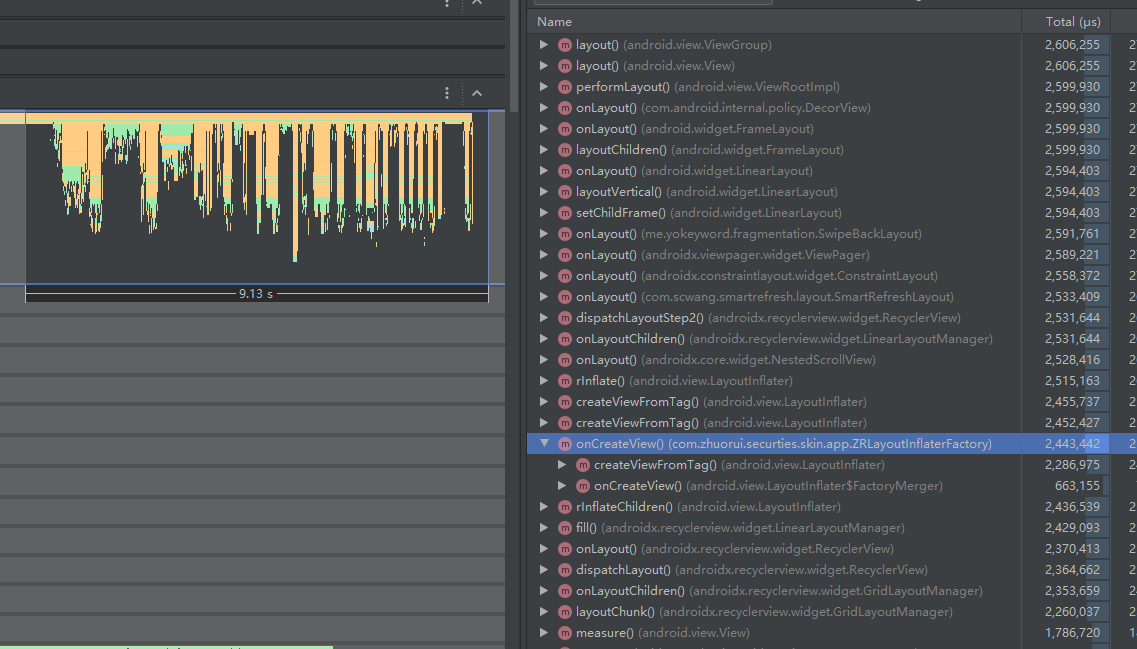 Name Total (μs)
layout() (android.view.ViewGroup) 2,606,255
layout() (android.view.View) 2,606,255
performLayout() (android.view.ViewRootImpl) 2,599,930
onLayout() (com.android.internal.policy.DecorView) 2,599,930
onLayout() (android.widget.FrameLayout) 2,599,930
layoutChildren() (android.widget.FrameLayout) 2,599,930
onLayout() (android.widget.LinearLayout) 2,594,403
layoutVertical() (android.widget.LinearLayout) 2,594,403
setChildFrame() (android.widget.LinearLayout) 2,594,403
onLayout() (me.yokeyword.fragmentation.SwipeBackLayout) 2,591,761
onLayout() (androidx.viewpager.widget.ViewPager) 2,589,221
onLayout() (androidx.constraintlayout.widget.ConstraintLayout) 2,558,372
onLayout() (com.scwang.smartrefresh.layout.SmartRefreshLayout) 2,533,409
dispatchLayoutStep2() (androidx.recyclerview.widget.RecyclerView) 2,531,644
onLayoutChildren() (androidx.recyclerview.widget.LinearLayoutManager) 2,531,644
onLayout() (androidx.core.widget.NestedScrollView) 2,528,416
rInflate() (android.view.LayoutInflater) 2,515,163
createViewFromTag() (android.view.LayoutInflater) 2,455,737
createViewFromTag() (android.view.LayoutInflater) 2,452,427
onCreateView() (com.zhuorui.securties.skin.app.ZRLayoutInflaterFactory) 2,443,442
createViewFromTag() (android.view.LayoutInflater) 2,286,975
onCreateView() (android.view.LayoutInflater$FactoryMerger) 663,155
rInflateChildren() (android.view.LayoutInflater) 2,436,539
fill() (androidx.recyclerview.widget.LinearLayoutManager) 2,429,093
onLayout() (androidx.recyclerview.widget.RecyclerView) 2,370,413
dispatchLayout() (androidx.recyclerview.widget.RecyclerView) 2,364,662
onLayoutChildren() (androidx.recyclerview.widget.GridLayoutManager) 2,353,659
layoutChunk() (androidx.recyclerview.widget.GridLayoutManager) 2,260,037
measure() (android.view.View) 1,786,720
9.13 s